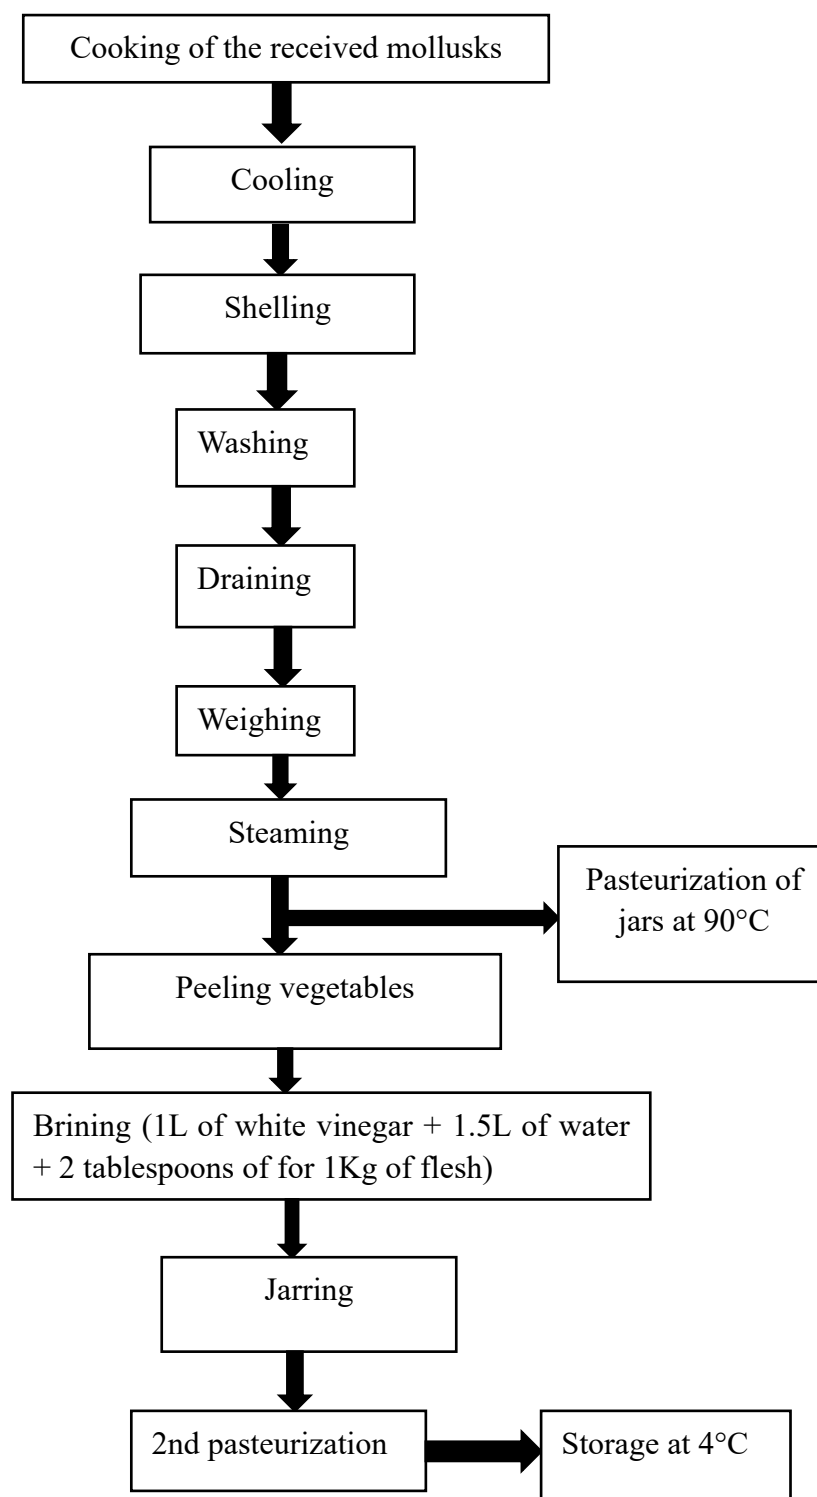 Cooking of the received mollusks
Cooling
Shelling
Washing
Draining
Weighing
Steaming
Pasteurization of
jars at 90°C
Peeling vegetables
Brining (1L of white vinegar + 1.5L of water
+ 2 tablespoons of for 1Kg of flesh)
Jarring
2nd pasteurization
Storage at 4°C